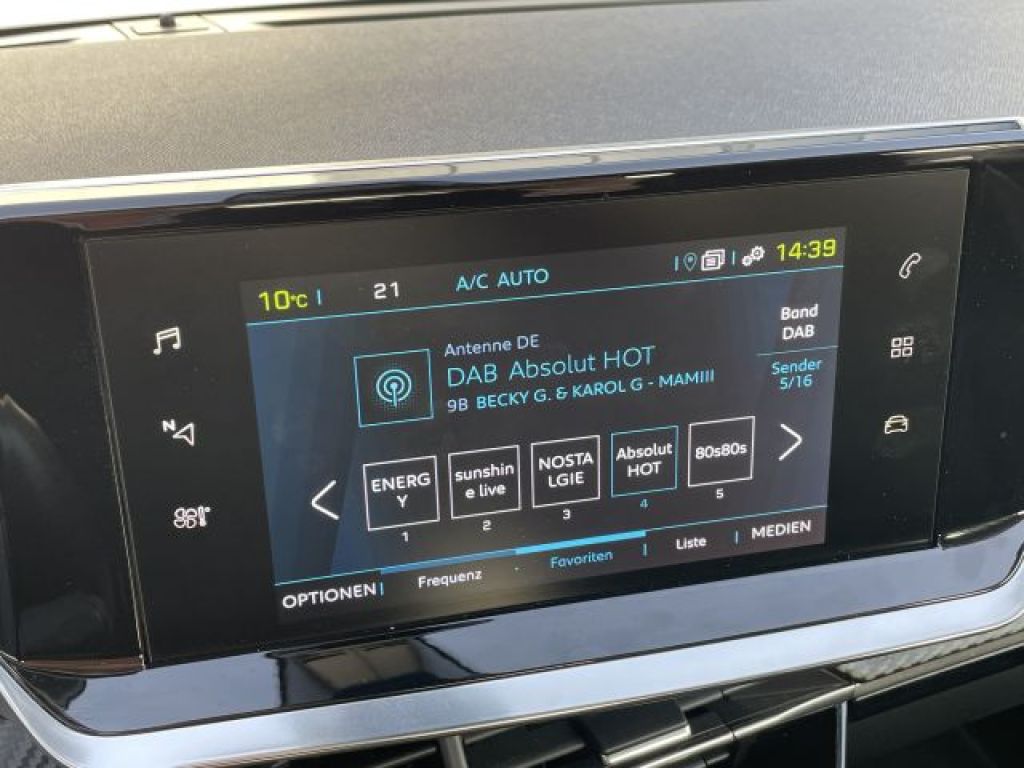 10°C 21 A/C AUTO 14:39
Band
DAB
Antenne DE
DAB Absolut HOT
9B BECKY G. & KAROL G - MAMIII
Sender
5/16
N
ENERG
Y
sunshin
e live
NOSTA
LGIE
Absolut
HOT
80s80s
1 2 3 4 5
OPTIONEN Frequenz Favoriten Liste MEDIEN